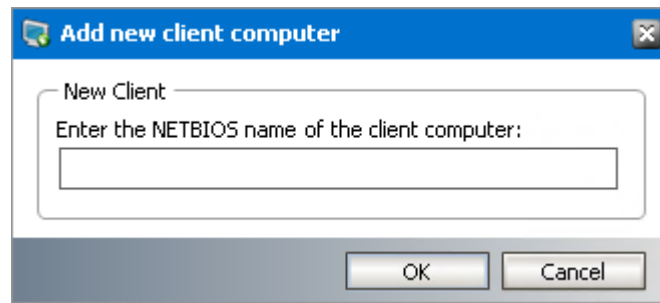 Add new client computer
New Client
Enter the NETBIOS name of the client computer:
OK
Cancel